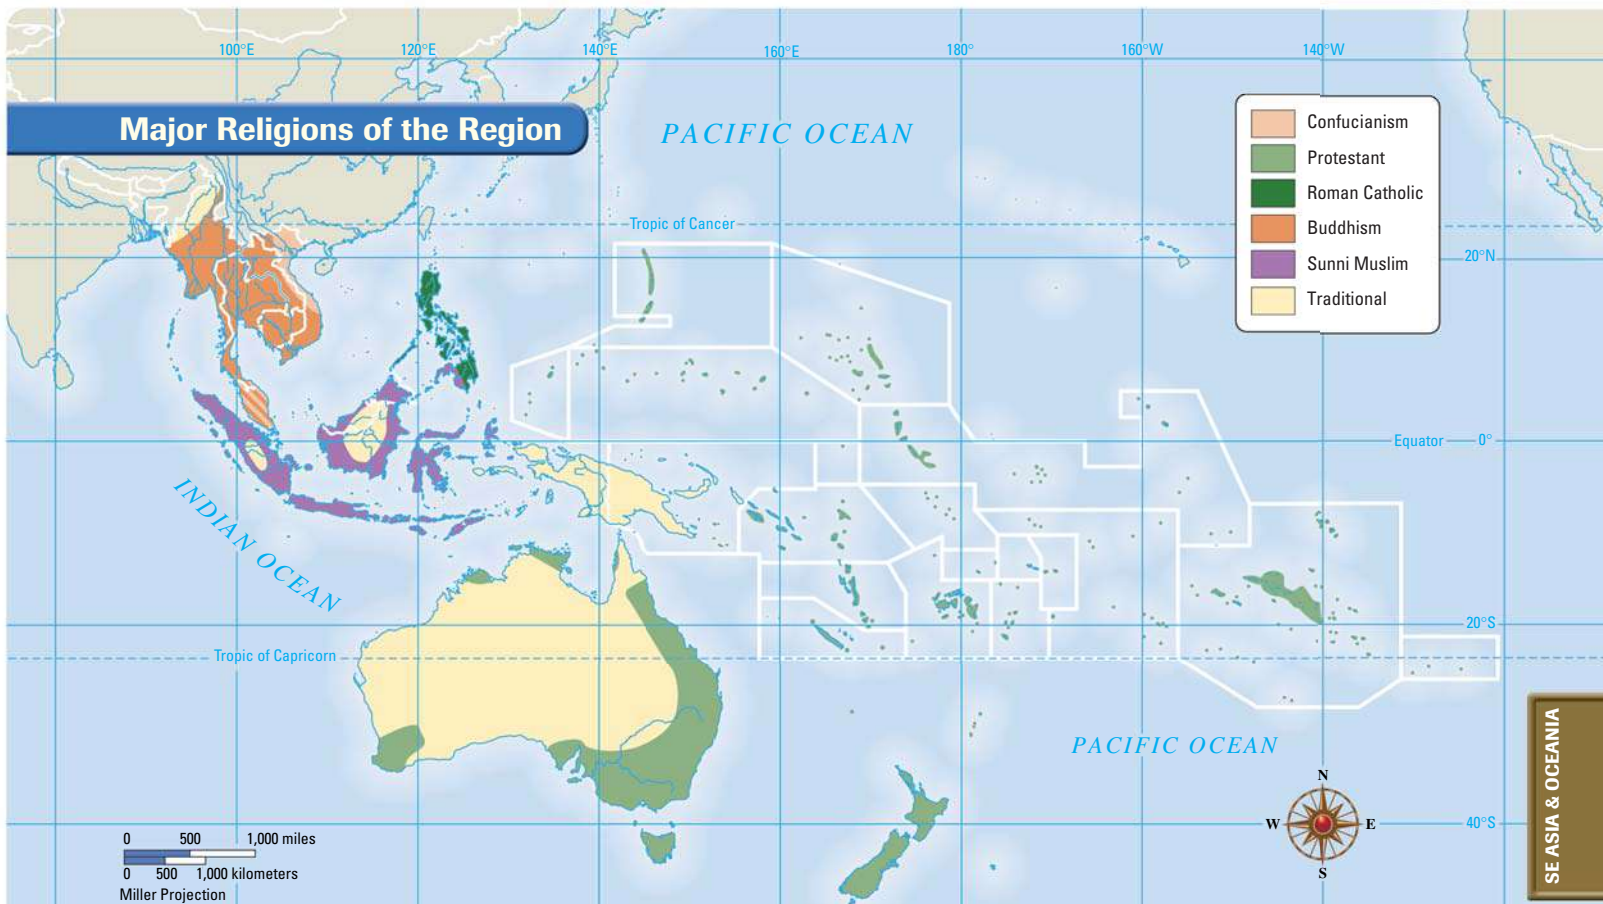 100°E 120°E 140°E 160°E 180° 160°W 140°W
Major Religions of the Region
PACIFIC OCEAN
Confucianism
Protestant
Roman Catholic
Buddhism
Sunni Muslim
Traditional
Tropic of Cancer
20°N
Equator 0°
INDIAN OCEAN
20°S
Tropic of Capricorn
PACIFIC OCEAN
SE ASIA & OCEANIA
N
W E
S
40°S
0 500 1,000 miles
0 500 1,000 kilometers
Miller Projection